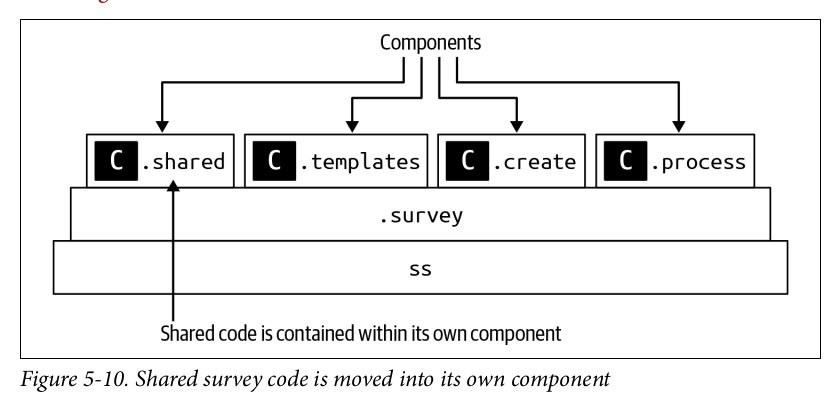 Components
C .shared
C .templates
C .create
C .process
.survey
ss
Shared code is contained within its own component
Figure 5-10. Shared survey code is moved into its own component